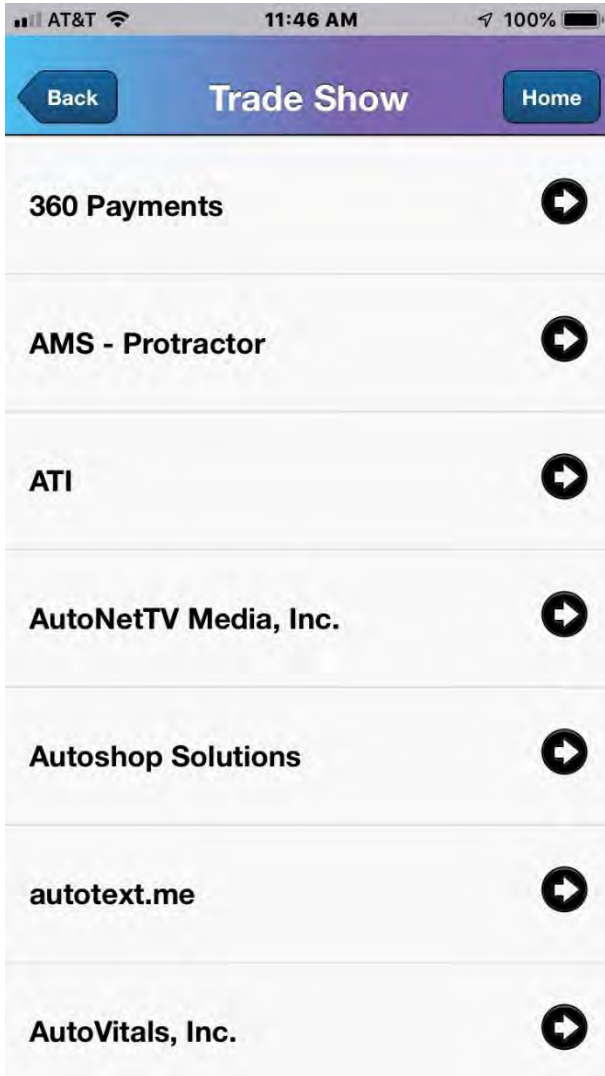 AT&T 11:46 AM 100%
Back Trade Show Home
360 Payments
AMS - Protractor
ATI
AutoNetTV Media, Inc.
Autoshop Solutions
autotext.me
AutoVitals, Inc.